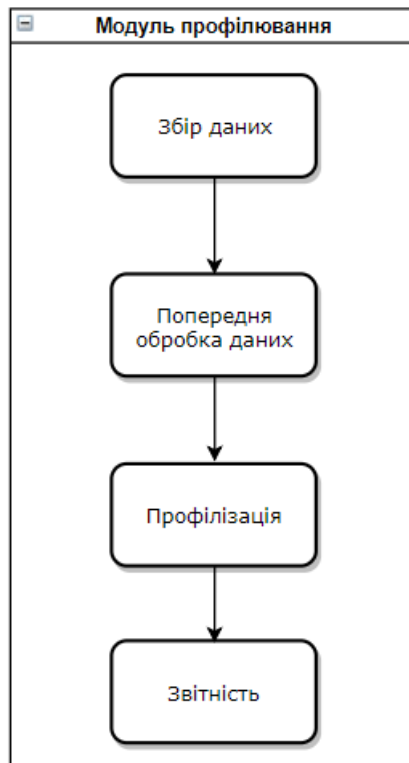 Модуль профілювання
Збір даних
Попередня
обробка даних
Профілізація
Звітність